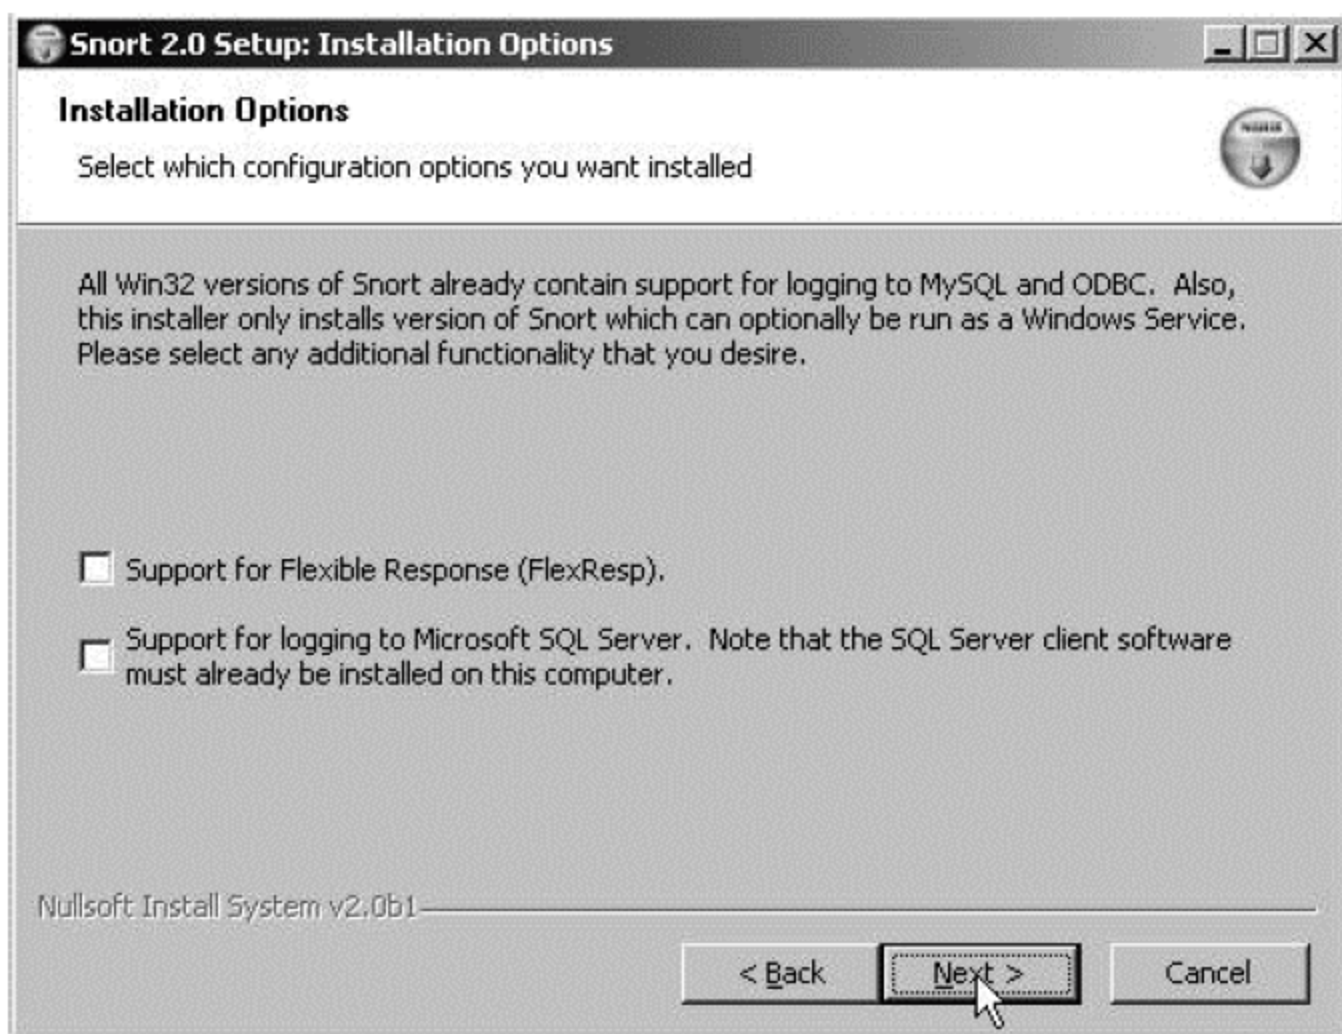 Snort 2.0 Setup: Installation Options
Installation Options
Select which configuration options you want installed
All Win32 versions of Snort already contain support for logging to MySQL and ODBC.  Also,
this installer only installs version of Snort which can optionally be run as a Windows Service.
Please select any additional functionality that you desire.
Support for Flexible Response (FlexResp).
Support for logging to Microsoft SQL Server.  Note that the SQL Server client software
must already be installed on this computer.
Nullsoft Install System v2.0b1
< Back
Next >
Cancel